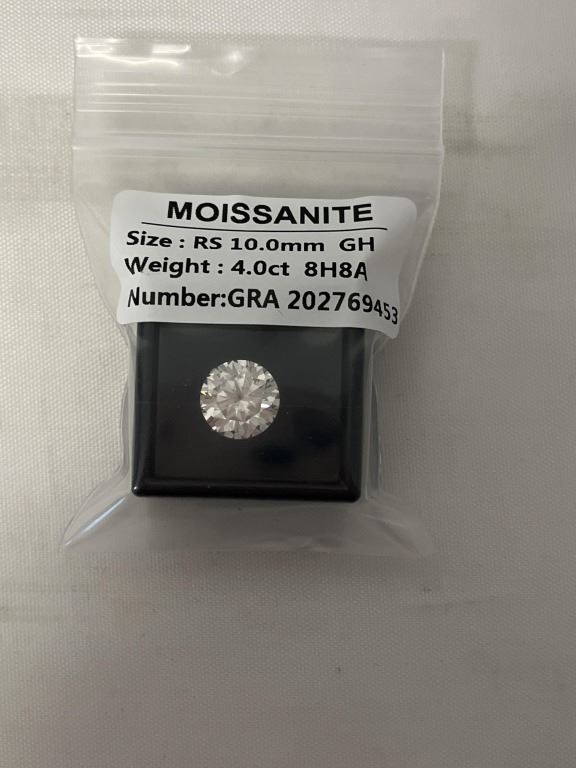 MOISSANITE
Size : RS 10.0mm GH
Weight : 4.0ct 8H8A
Number:GRA 202769453